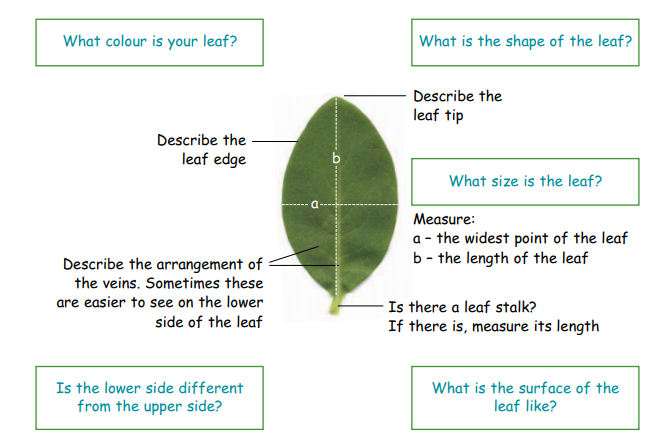 What colour is your leaf?
What is the shape of the leaf?
Describe the
leaf tip
Describe the
leaf edge
b
What size is the leaf?
a
Measure:
a – the widest point of the leaf
b – the length of the leaf
Describe the arrangement of
the veins. Sometimes these
are easier to see on the lower
side of the leaf
Is there a leaf stalk?
If there is, measure its length
Is the lower side different
from the upper side?
What is the surface of the
leaf like?